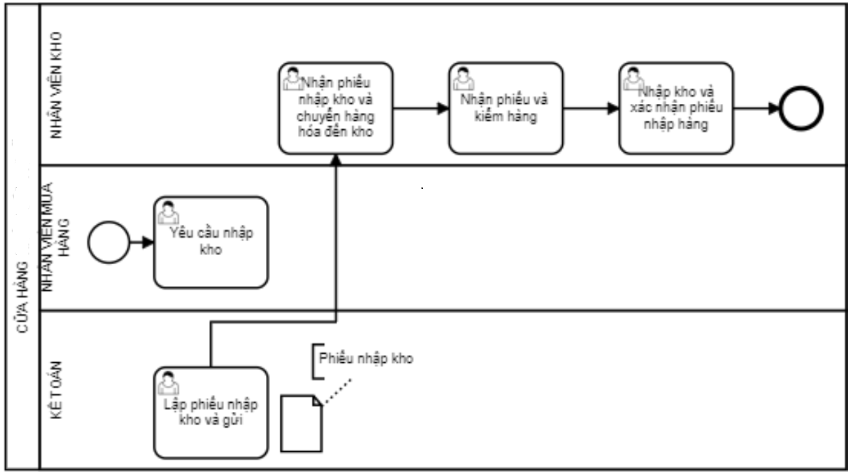 CỬA HÀNG
NHÂN VIÊN KHO
Nhận phiếu
nhập kho và
chuyển hàng
hóa đến kho
Nhận phiếu và
kiểm hàng
Nhập kho và
xác nhận phiếu
nhập hàng
NHÂN VIÊN MUA
HÀNG
Yêu cầu nhập
kho
KẾ TOÁN
Lập phiếu nhập
kho và gửi
Phiếu nhập kho